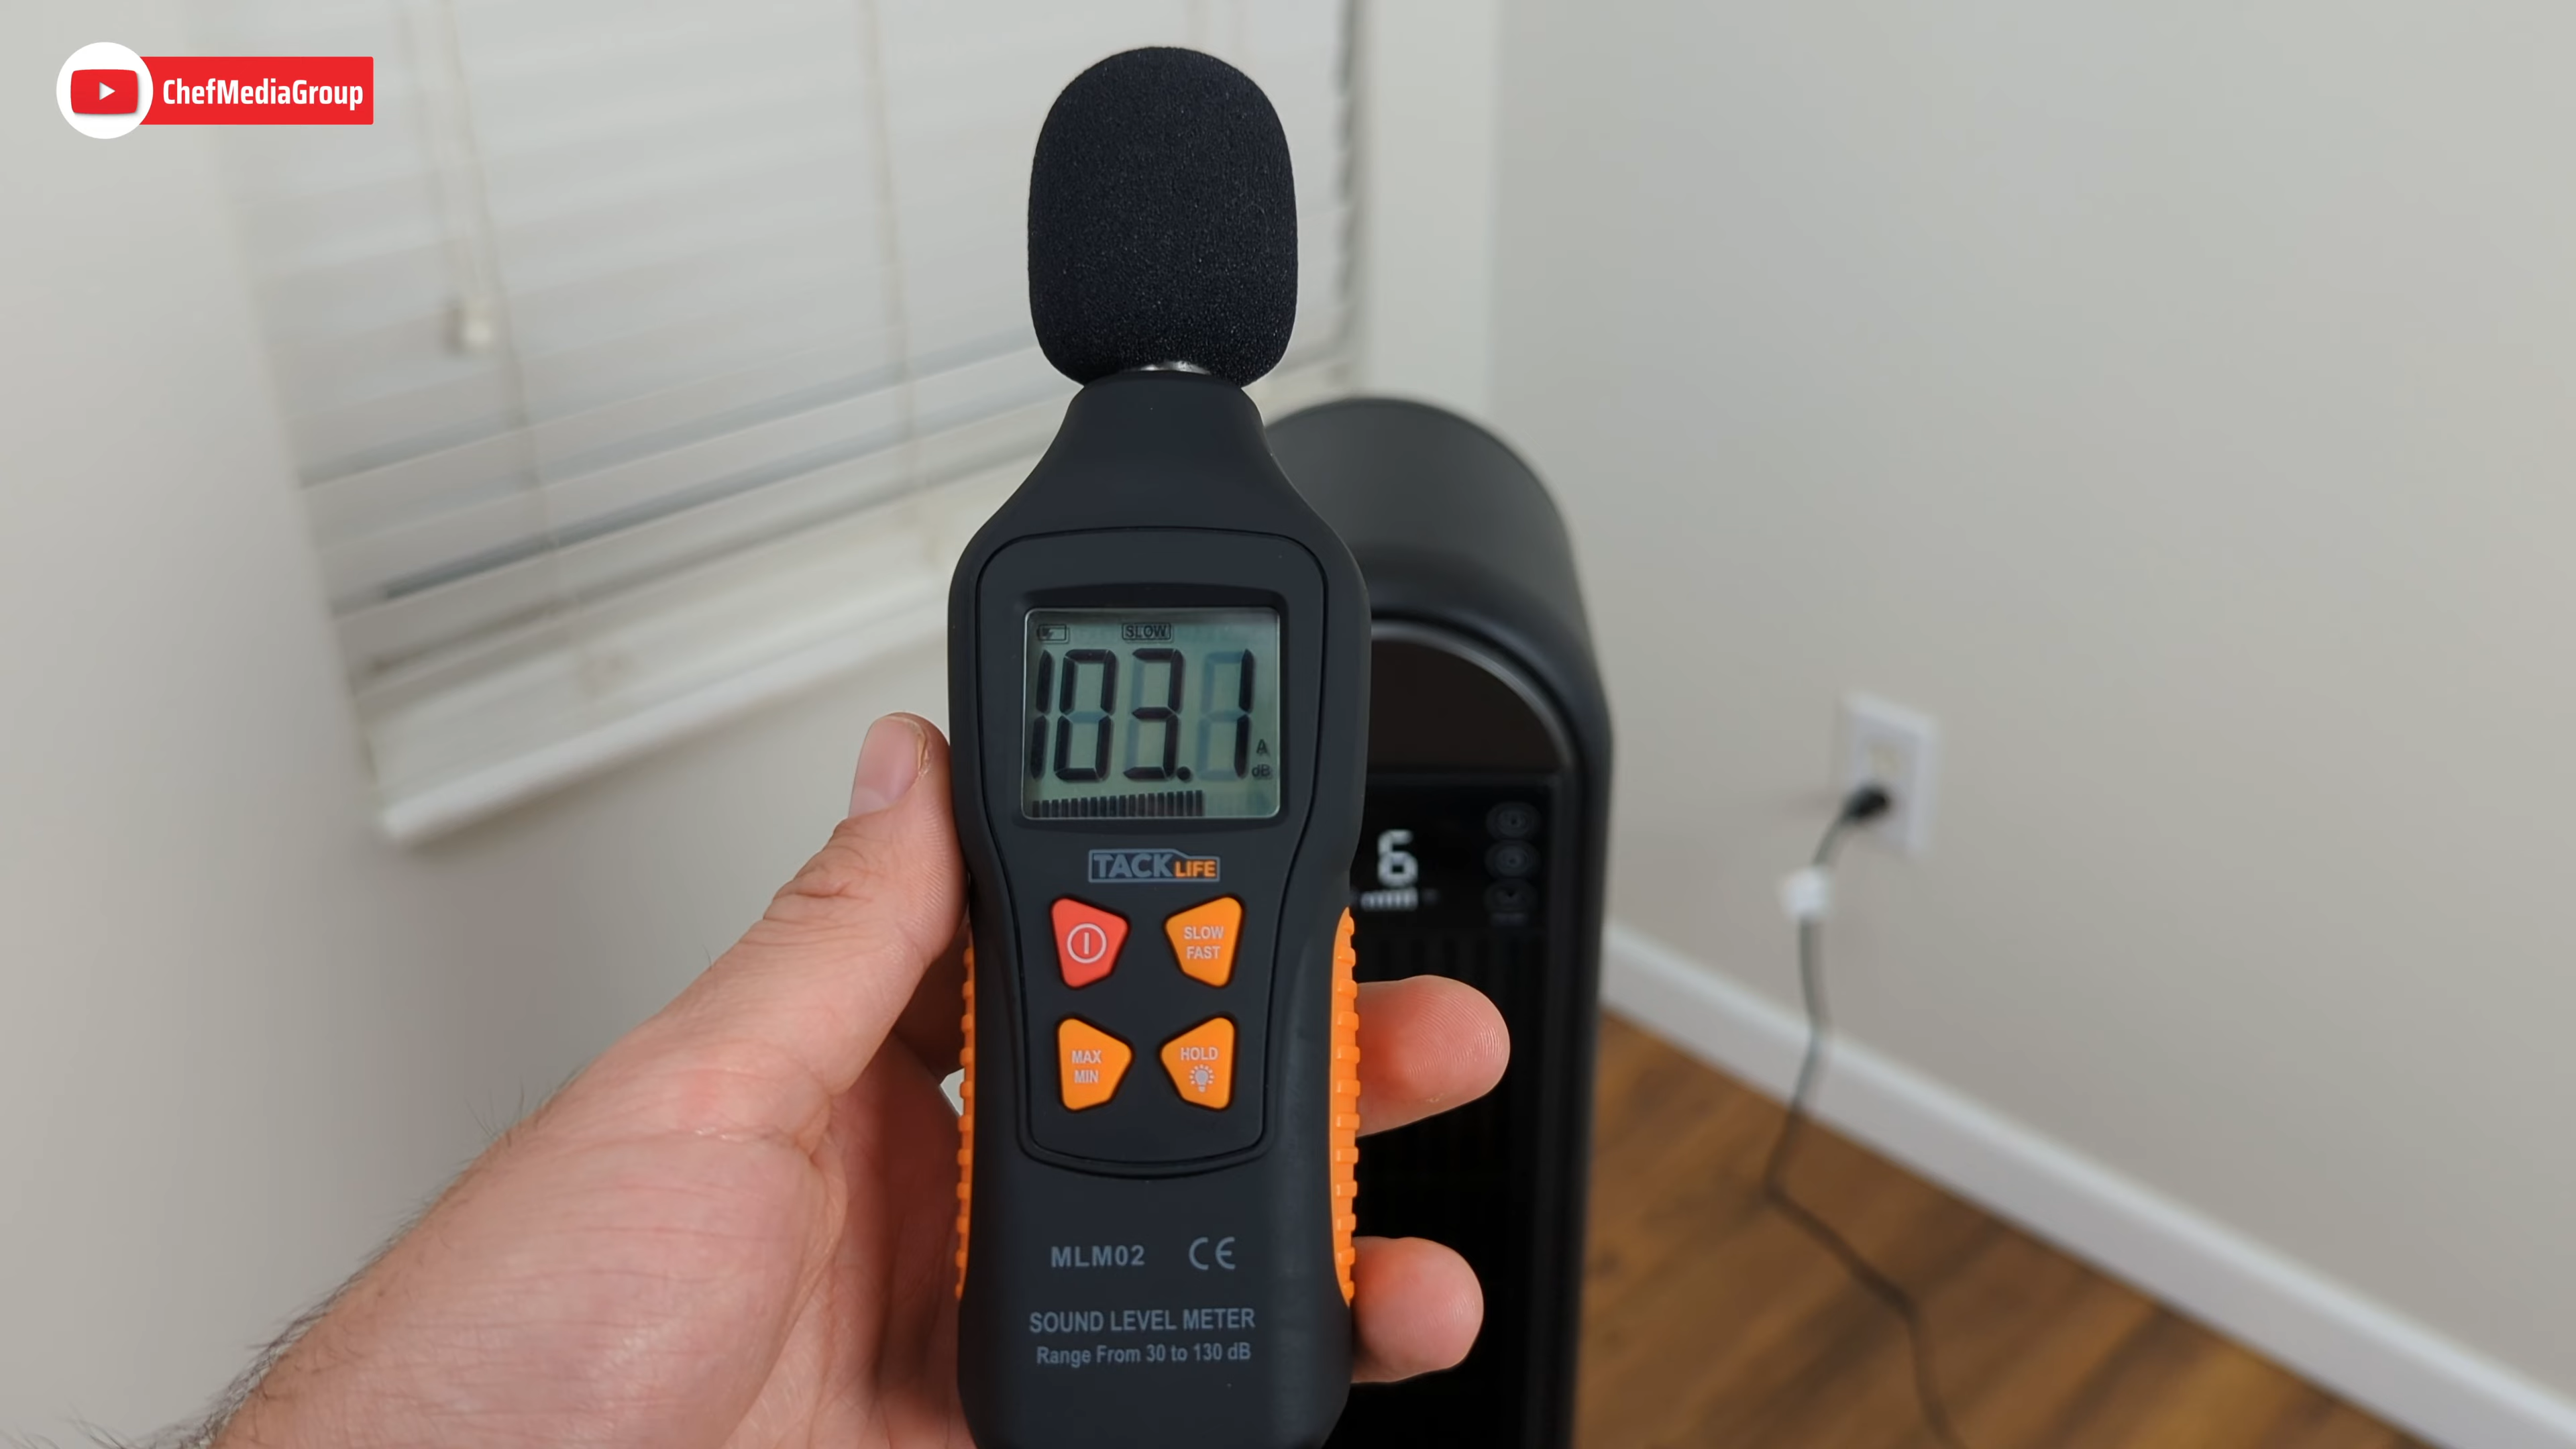 ChefMediaGroup
SLOW
103.1
A
dB
TACKLIFE
SLOW
FAST
MAX
MIN
HOLD
6
MLM02 CE
SOUND LEVEL METER
Range From 30 to 130 dB